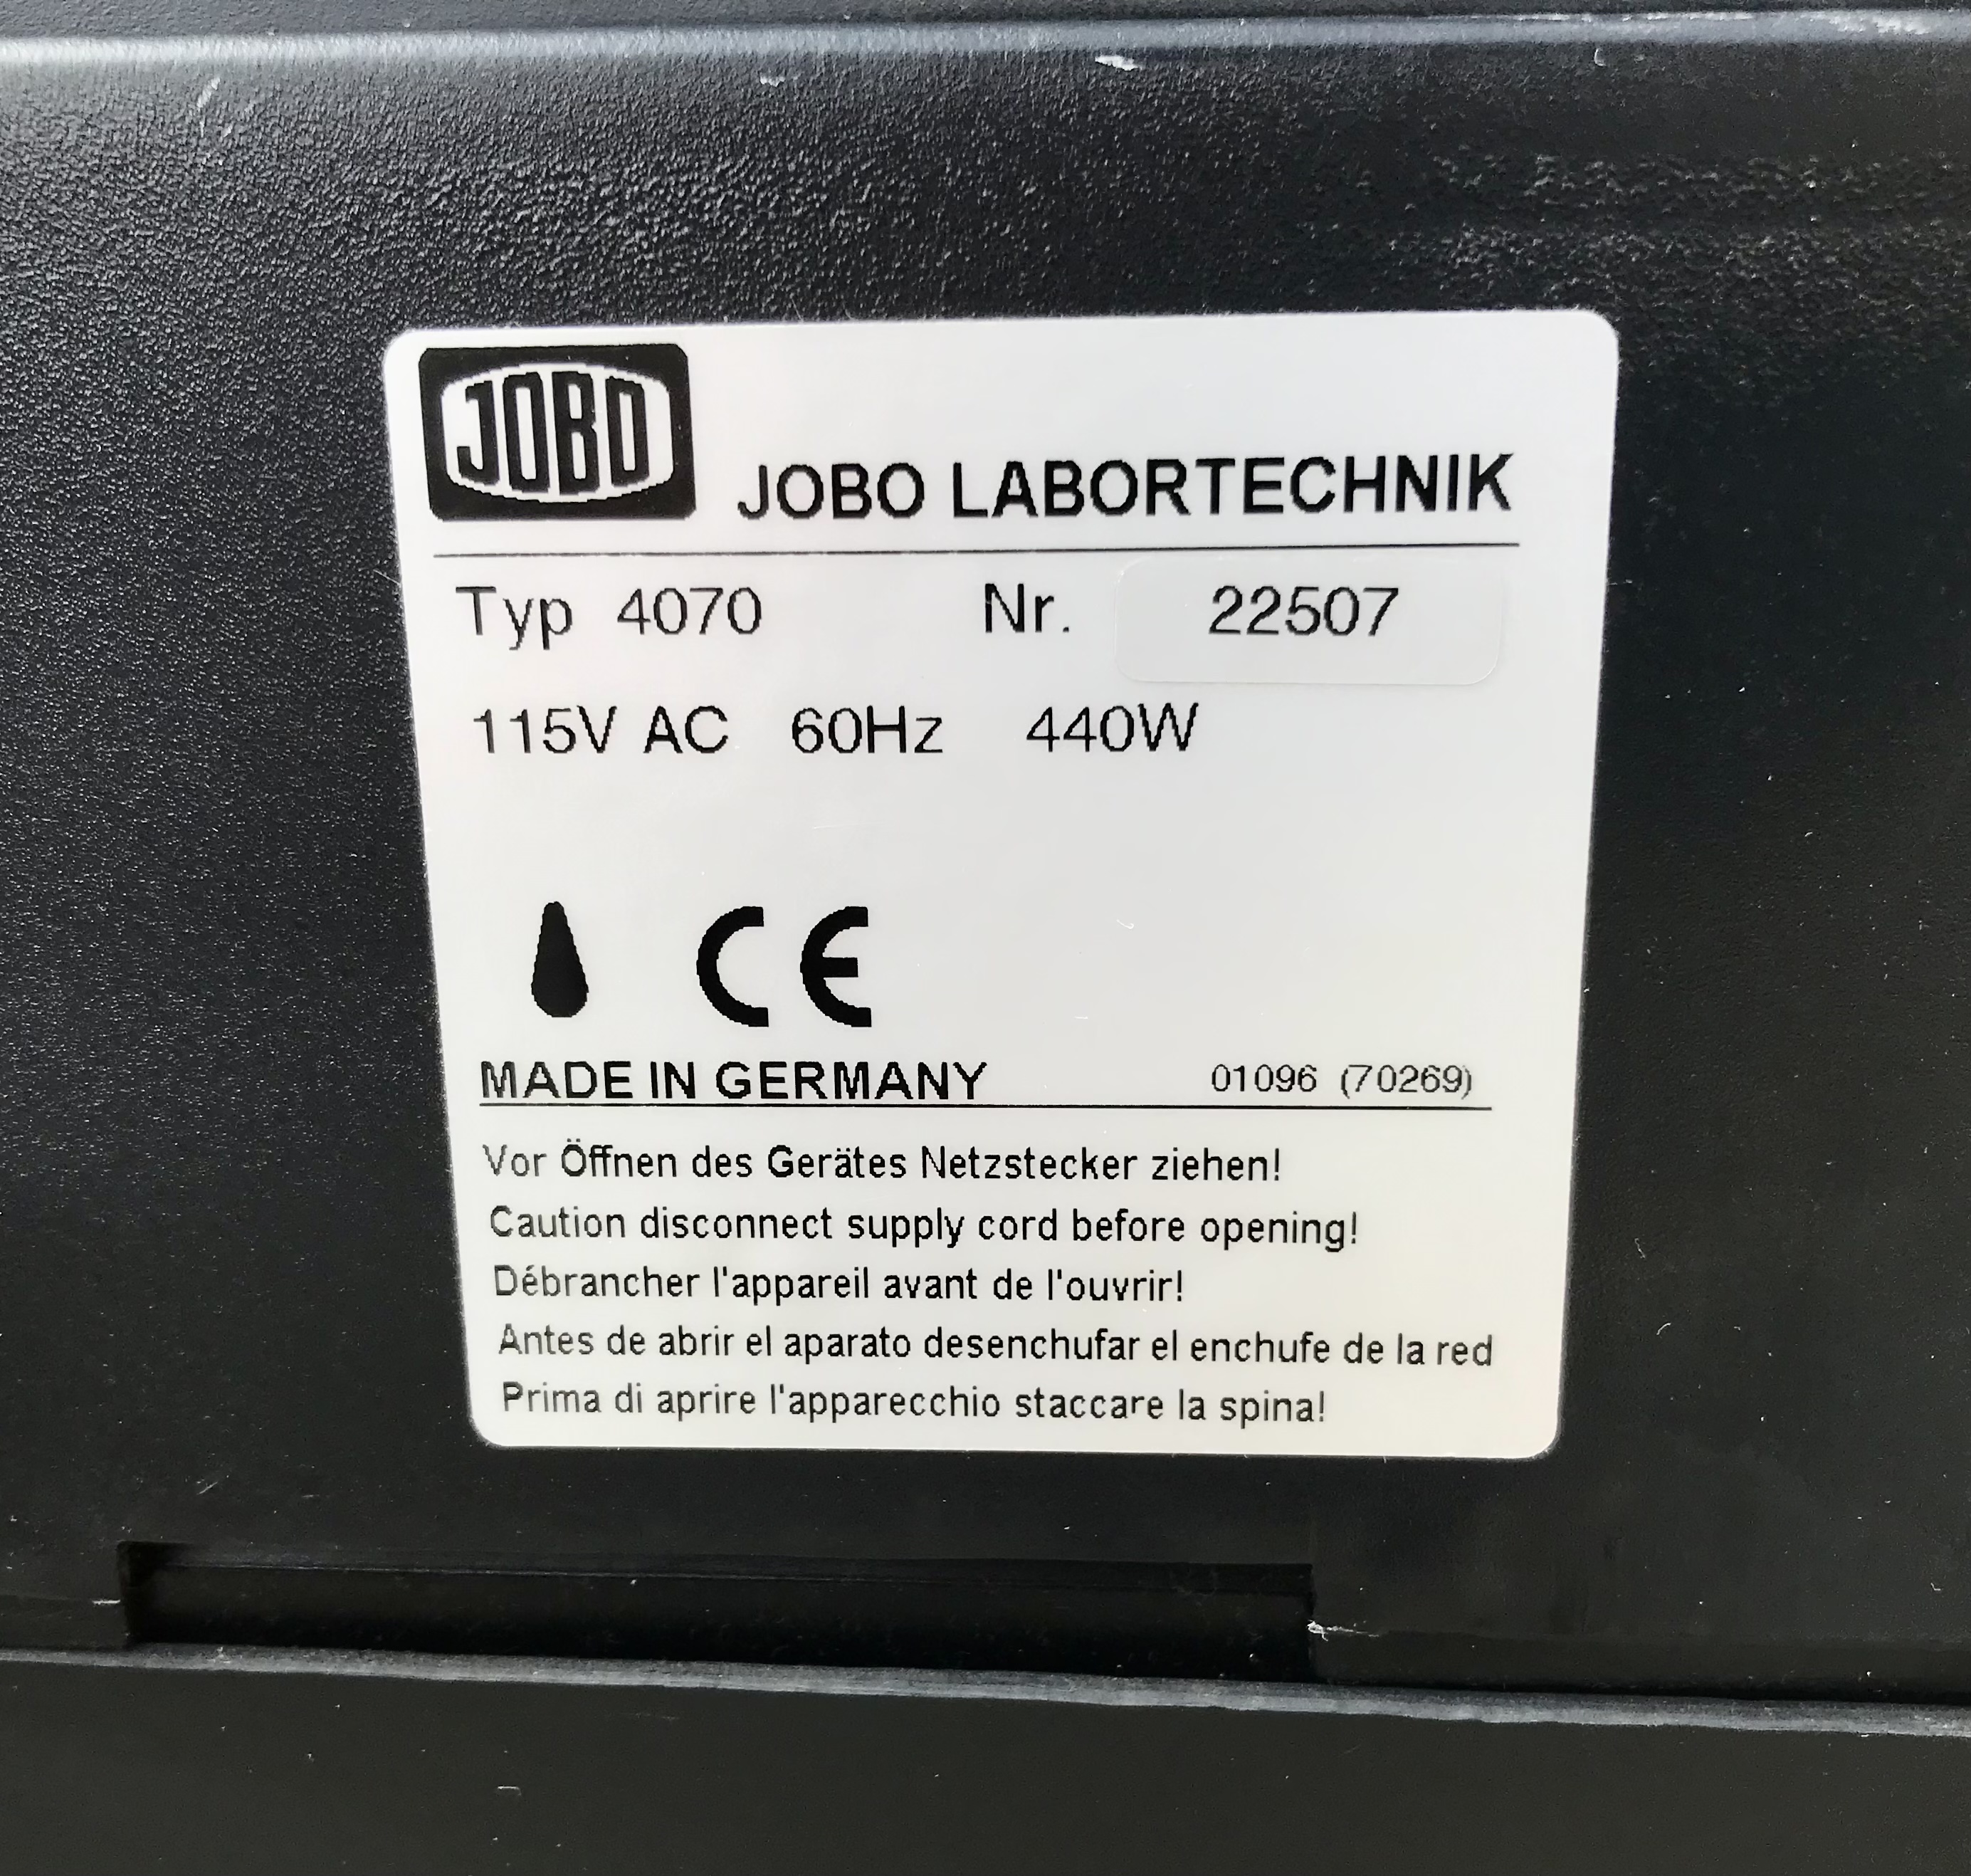 JOBO
JOBO LABORTECHNIK
Typ 4070 Nr. 22507
115V AC 60Hz 440W
CE
MADE IN GERMANY 01096 (70269)
Vor Öffnen des Gerätes Netzstecker ziehen!
Caution disconnect supply cord before opening!
Débrancher l'appareil avant de l'ouvrir!
Antes de abrir el aparato desenchufar el enchufe de la red
Prima di aprire l'apparecchio staccare la spina!